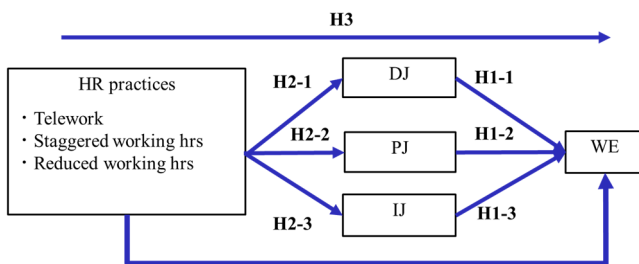 H3
HR practices
・Telework
・Staggered working hrs
・Reduced working hrs
H2-1
H2-2
H2-3
DJ
PJ
IJ
H1-1
H1-2
H1-3
WE